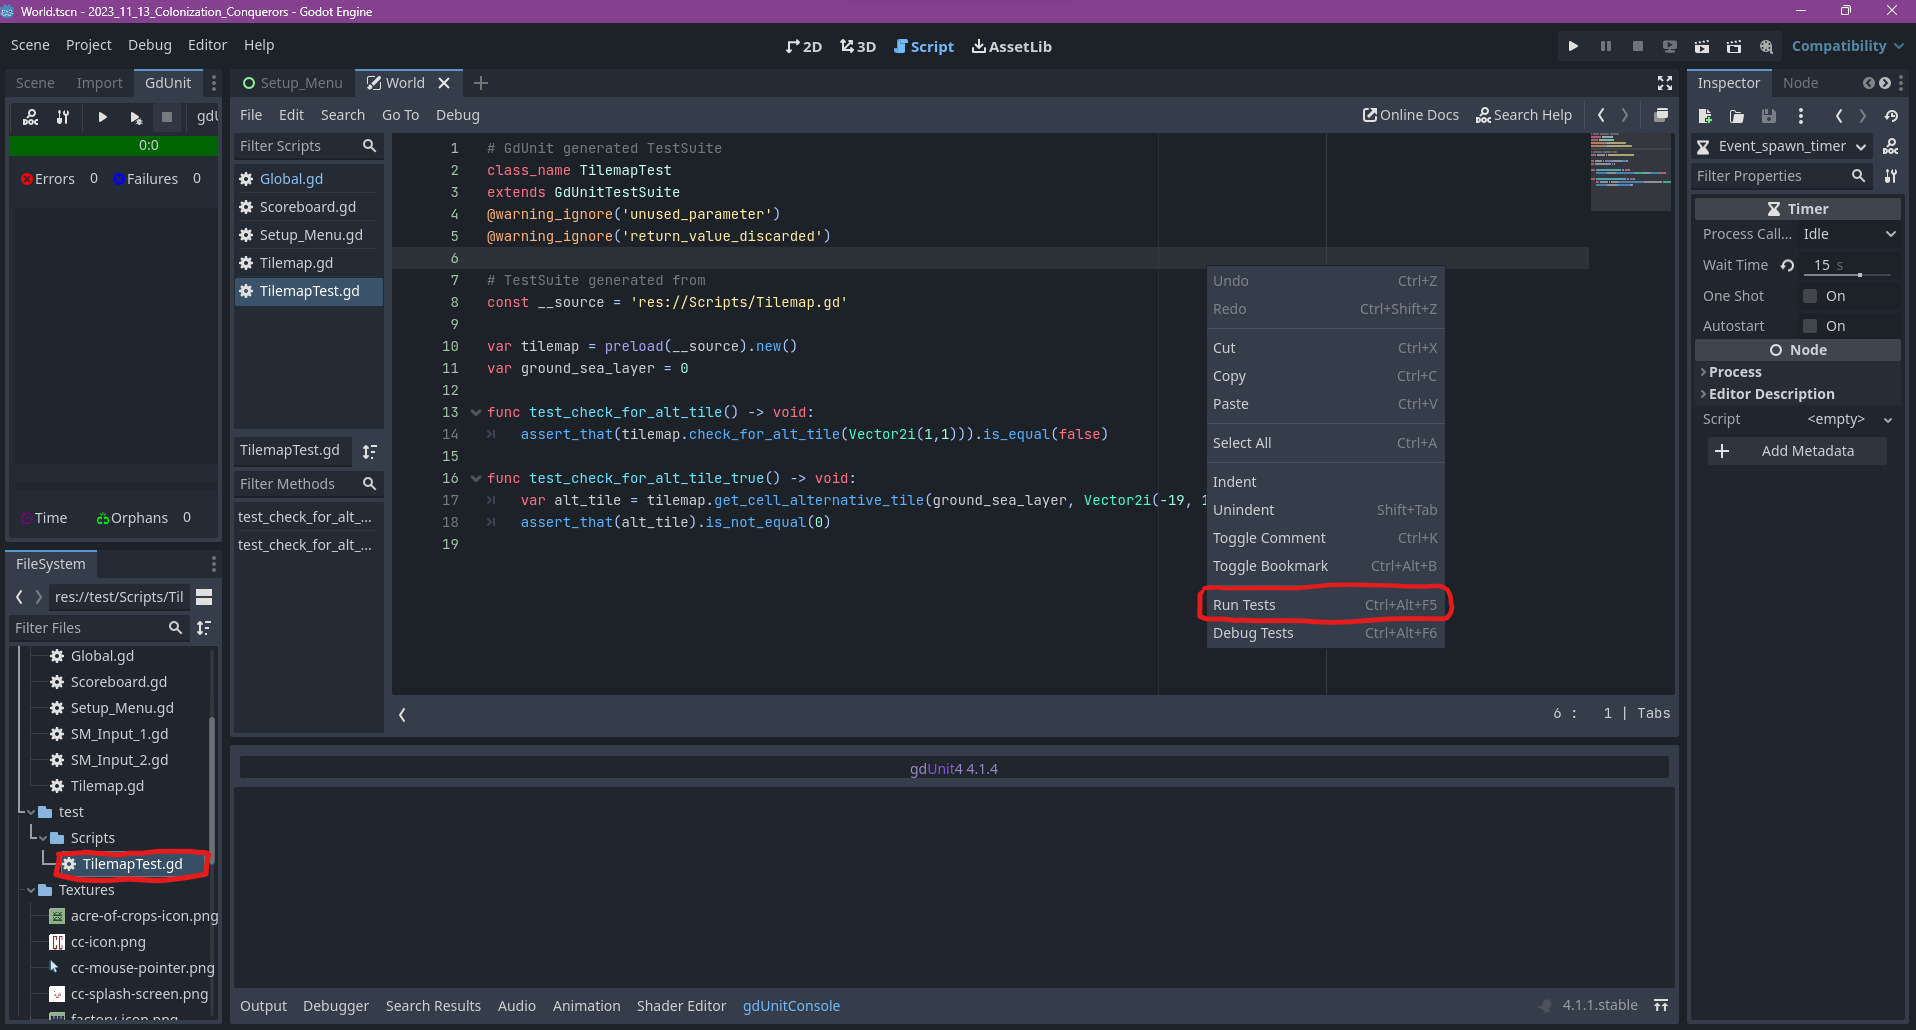 World.tscn - 2023_11_13_Colonization_Conquerors - Godot Engine
Scene Project Debug Editor Help
2D 3D Script AssetLib
Compatibility
Scene Import GdUnit
gdU
0:0
Errors 0 Failures 0
Time Orphans 0
FileSystem
res://test/Scripts/Til
Filter Files
Global.gd
Scoreboard.gd
Setup_Menu.gd
SM_Input_1.gd
SM_Input_2.gd
Tilemap.gd
test
Scripts
TilemapTest.gd
Textures
acre-of-crops-icon.png
cc-icon.png
cc-mouse-pointer.png
cc-splash-screen.png
factory-icon.png
Setup_Menu World
File Edit Search Go To Debug
Online Docs Search Help
Filter Scripts
Global.gd
Scoreboard.gd
Setup_Menu.gd
Tilemap.gd
TilemapTest.gd
TilemapTest.gd
Filter Methods
test_check_for_alt_...
test_check_for_alt_...
1 # GdUnit generated TestSuite
2 class_name TilemapTest
3 extends GdUnitTestSuite
4 @warning_ignore('unused_parameter')
5 @warning_ignore('return_value_discarded')
6
7 # TestSuite generated from
8 const __source = 'res://Scripts/Tilemap.gd'
9
10 var tilemap = preload(__source).new()
11 var ground_sea_layer = 0
12
13 func test_check_for_alt_tile() -> void:
14 assert_that(tilemap.check_for_alt_tile(Vector2i(1,1))).is_equal(false)
15
16 func test_check_for_alt_tile_true() -> void:
17 var alt_tile = tilemap.get_cell_alternative_tile(ground_sea_layer, Vector2i(-19, 1
18 assert_that(alt_tile).is_not_equal(0)
19
Undo Ctrl+Z
Redo Ctrl+Shift+Z
Cut Ctrl+X
Copy Ctrl+C
Paste Ctrl+V
Select All Ctrl+A
Indent
Unindent Shift+Tab
Toggle Comment Ctrl+K
Toggle Bookmark Ctrl+Alt+B
Run Tests Ctrl+Alt+F5
Debug Tests Ctrl+Alt+F6
6 : 1 | Tabs
gdUnit4 4.1.4
Output Debugger Search Results Audio Animation Shader Editor gdUnitConsole
4.1.1.stable
Inspector Node
Event_spawn_timer
Filter Properties
Timer
Process Call... Idle
Wait Time 15 s
One Shot On
Autostart On
Node
Process
Editor Description
Script <empty>
Add Metadata